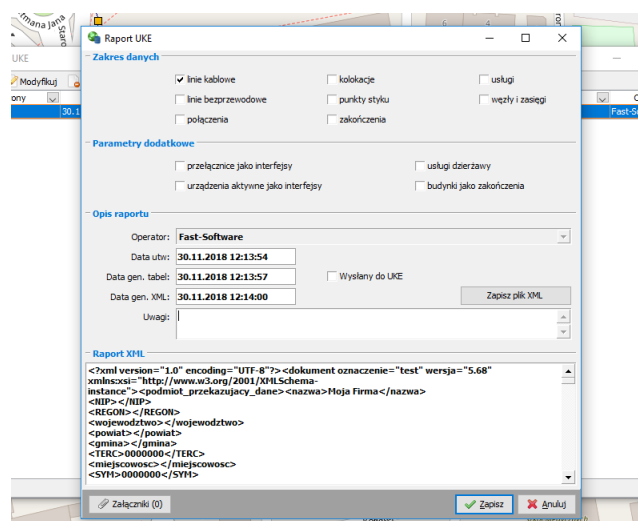 Raport UKE
UKE
Modyfikuj
30.1
Fast-S
Zakres danych
linie kablowe
kolokacje
usługi
linie bezprzewodowe
punkty styku
węzły i zasięgi
połączenia
zakończenia
Parametry dodatkowe
przełącznice jako interfejsy
usługi dzierżawy
urządzenia aktywne jako interfejsy
budynki jako zakończenia
Opis raportu
Operator: Fast-Software
Data utw: 30.11.2018 12:13:54
Data gen. tabel: 30.11.2018 12:13:57
Wysłany do UKE
Data gen. XML: 30.11.2018 12:14:00
Zapisz plik XML
Uwagi:
Raport XML
<?xml version="1.0" encoding="UTF-8"?><dokument oznaczenie="test" wersja="5.68"
xmlns:xsi="http://www.w3.org/2001/XMLSchema-
instance"><podmiot_przekazujacy_dane><nazwa>Moja Firma</nazwa>
<NIP></NIP>
<REGON></REGON>
<wojewodztwo></wojewodztwo>
<powiat></powiat>
<gmina></gmina>
<TERC>0000000</TERC>
<miejscowosc></miejscowosc>
<SYM>0000000</SYM>
Załączniki (0)
Zapisz
Anuluj